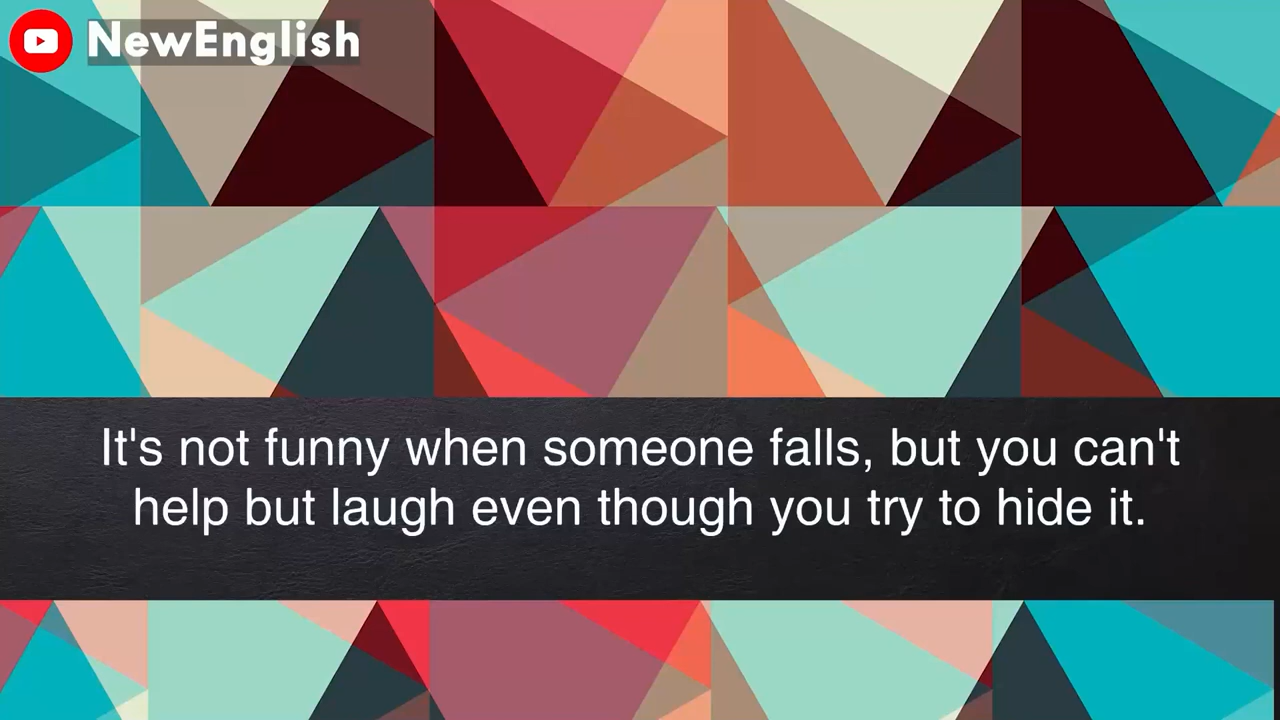 NewEnglish
It's not funny when someone falls, but you can't
help but laugh even though you try to hide it.